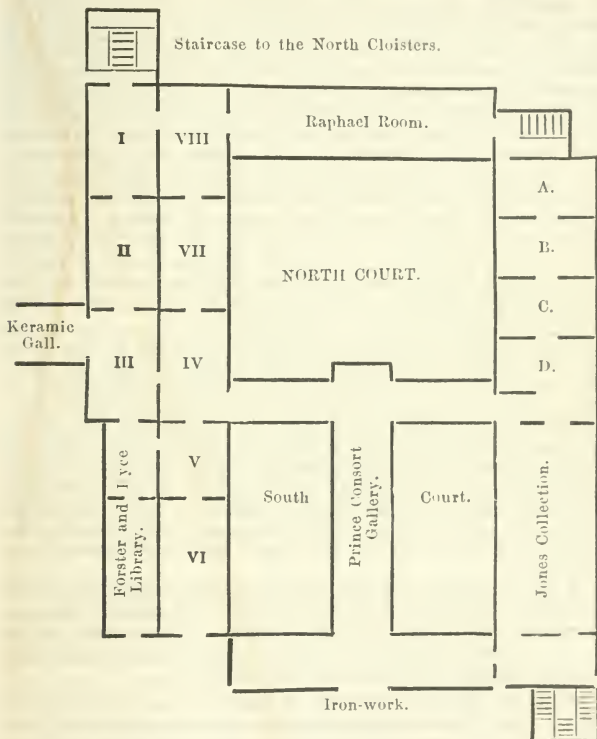 Staircase to the North Cloisters.
Raphael Room.
I
VIII
A.
II
VII
NORTH COURT.
B.
Keramic
Gall.
III
IV
C.
D.
Forster and Dyce
Library.
V
VI
South
Prince Consort
Gallery.
Court.
Jones Collection.
Iron-work.